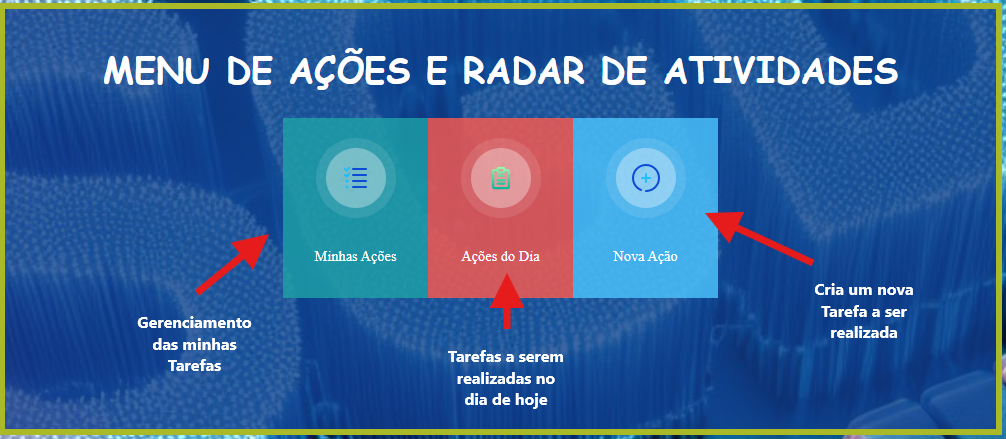 MENU DE AÇÕES E RADAR DE ATIVIDADES
Minhas Ações
Ações do Dia
Nova Ação
Gerenciamento
das minhas
Tarefas
Tarefas a serem
realizadas no
dia de hoje
Cria um nova
Tarefa a ser
realizada